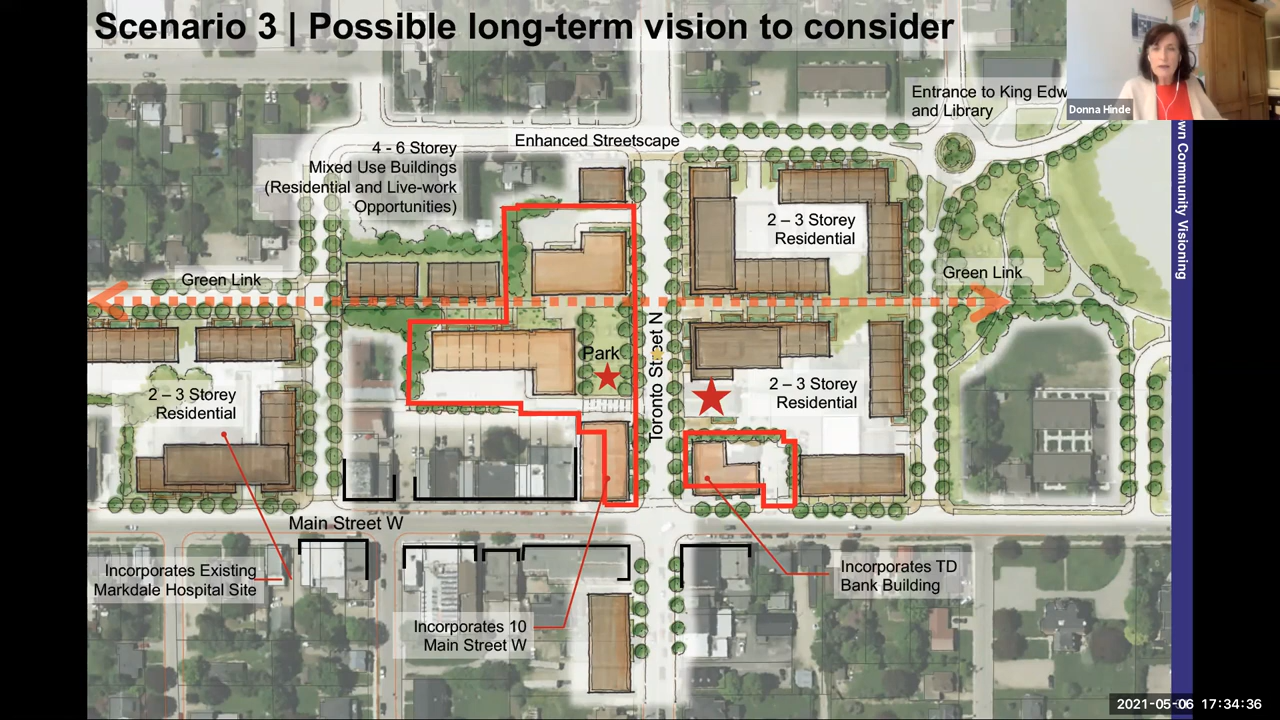 Scenario 3 | Possible long-term vision to consider
Entrance to King Edw
and Library
Donna Hinde
4 - 6 Storey
Mixed Use Buildings
(Residential and Live-work
Opportunities)
Enhanced Streetscape
2 – 3 Storey
Residential
Green Link
Green Link
Park
Toronto Street N
2 – 3 Storey
Residential
2 – 3 Storey
Residential
Main Street W
Incorporates Existing
Markdale Hospital Site
Incorporates TD
Bank Building
Incorporates 10
Main Street W
Community Visioning
2021-05-06 17:34:36